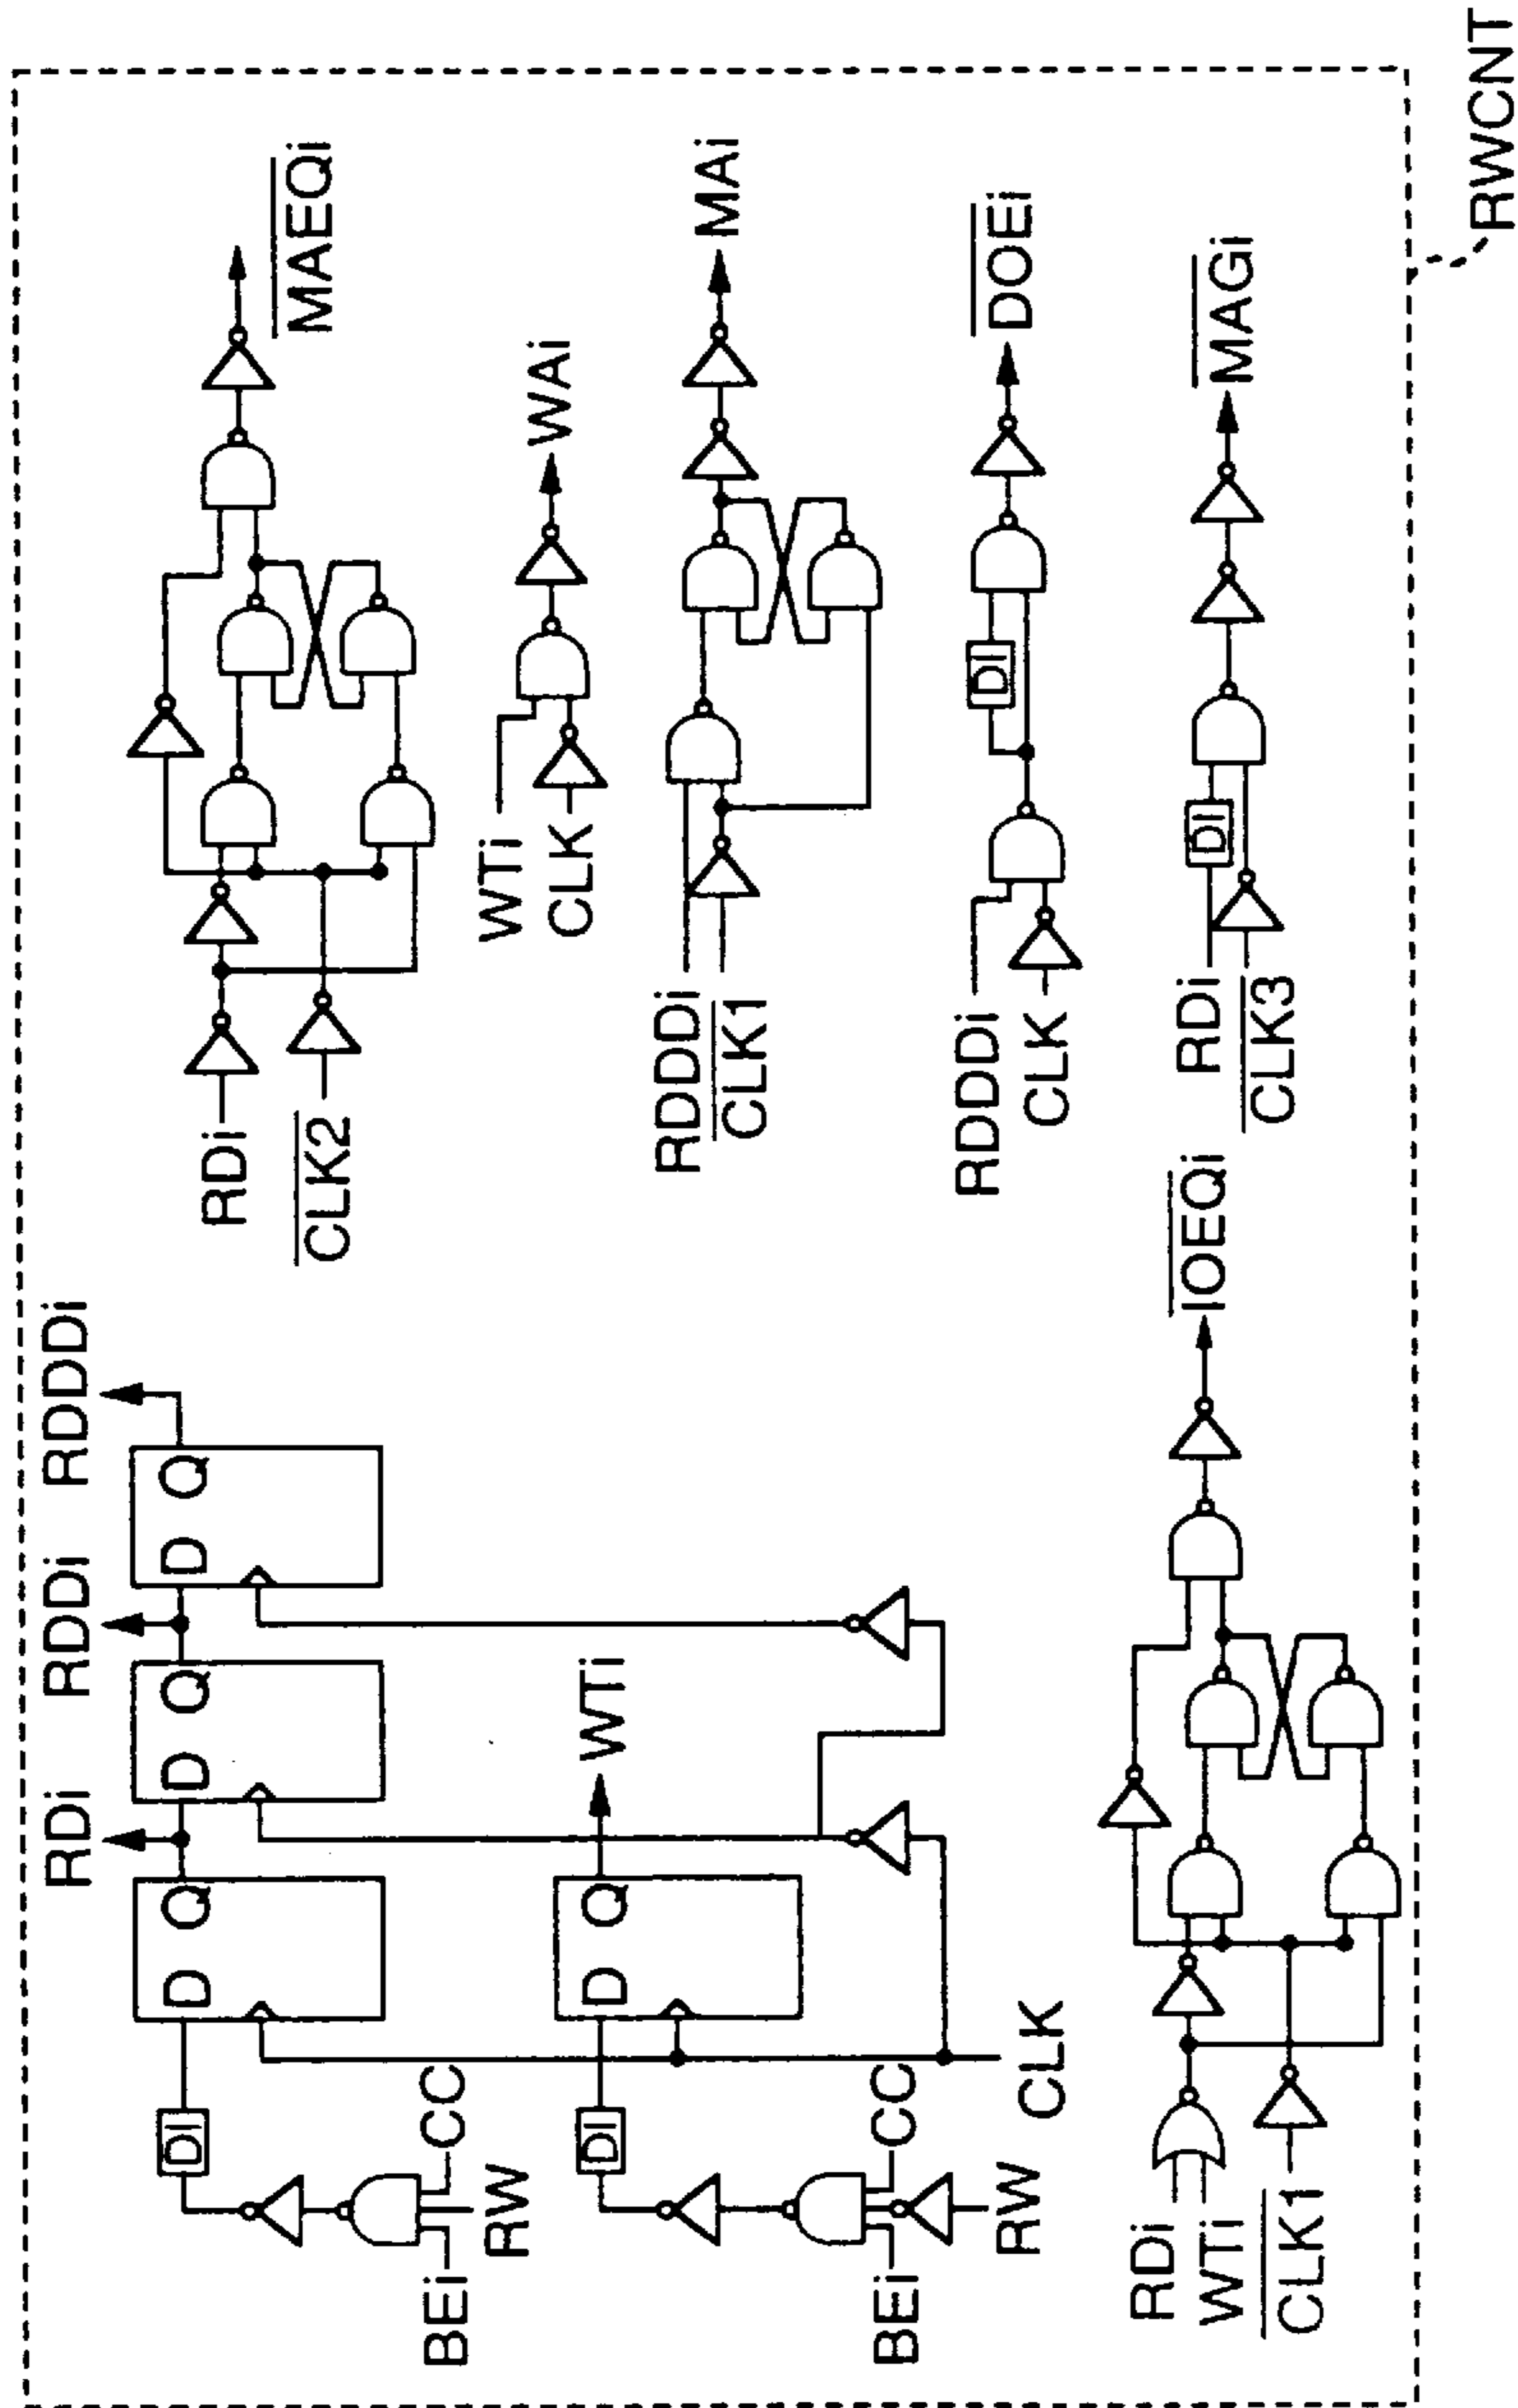 RDi
RDDi
RDDDi
D Q
D Q
D Q
DI
BEi
CC
RW
WTi
D Q
DI
BEi
CC
RW
CLK
RDi
WTi
CLK1
IOEQi
RDi
CLK2
MAEQi
WTi
CLK
WAi
RDDDi
CLK1
MAi
RDDDi
CLK
DI
DOEi
RDi
CLK3
DI
MAGi
RWCNT